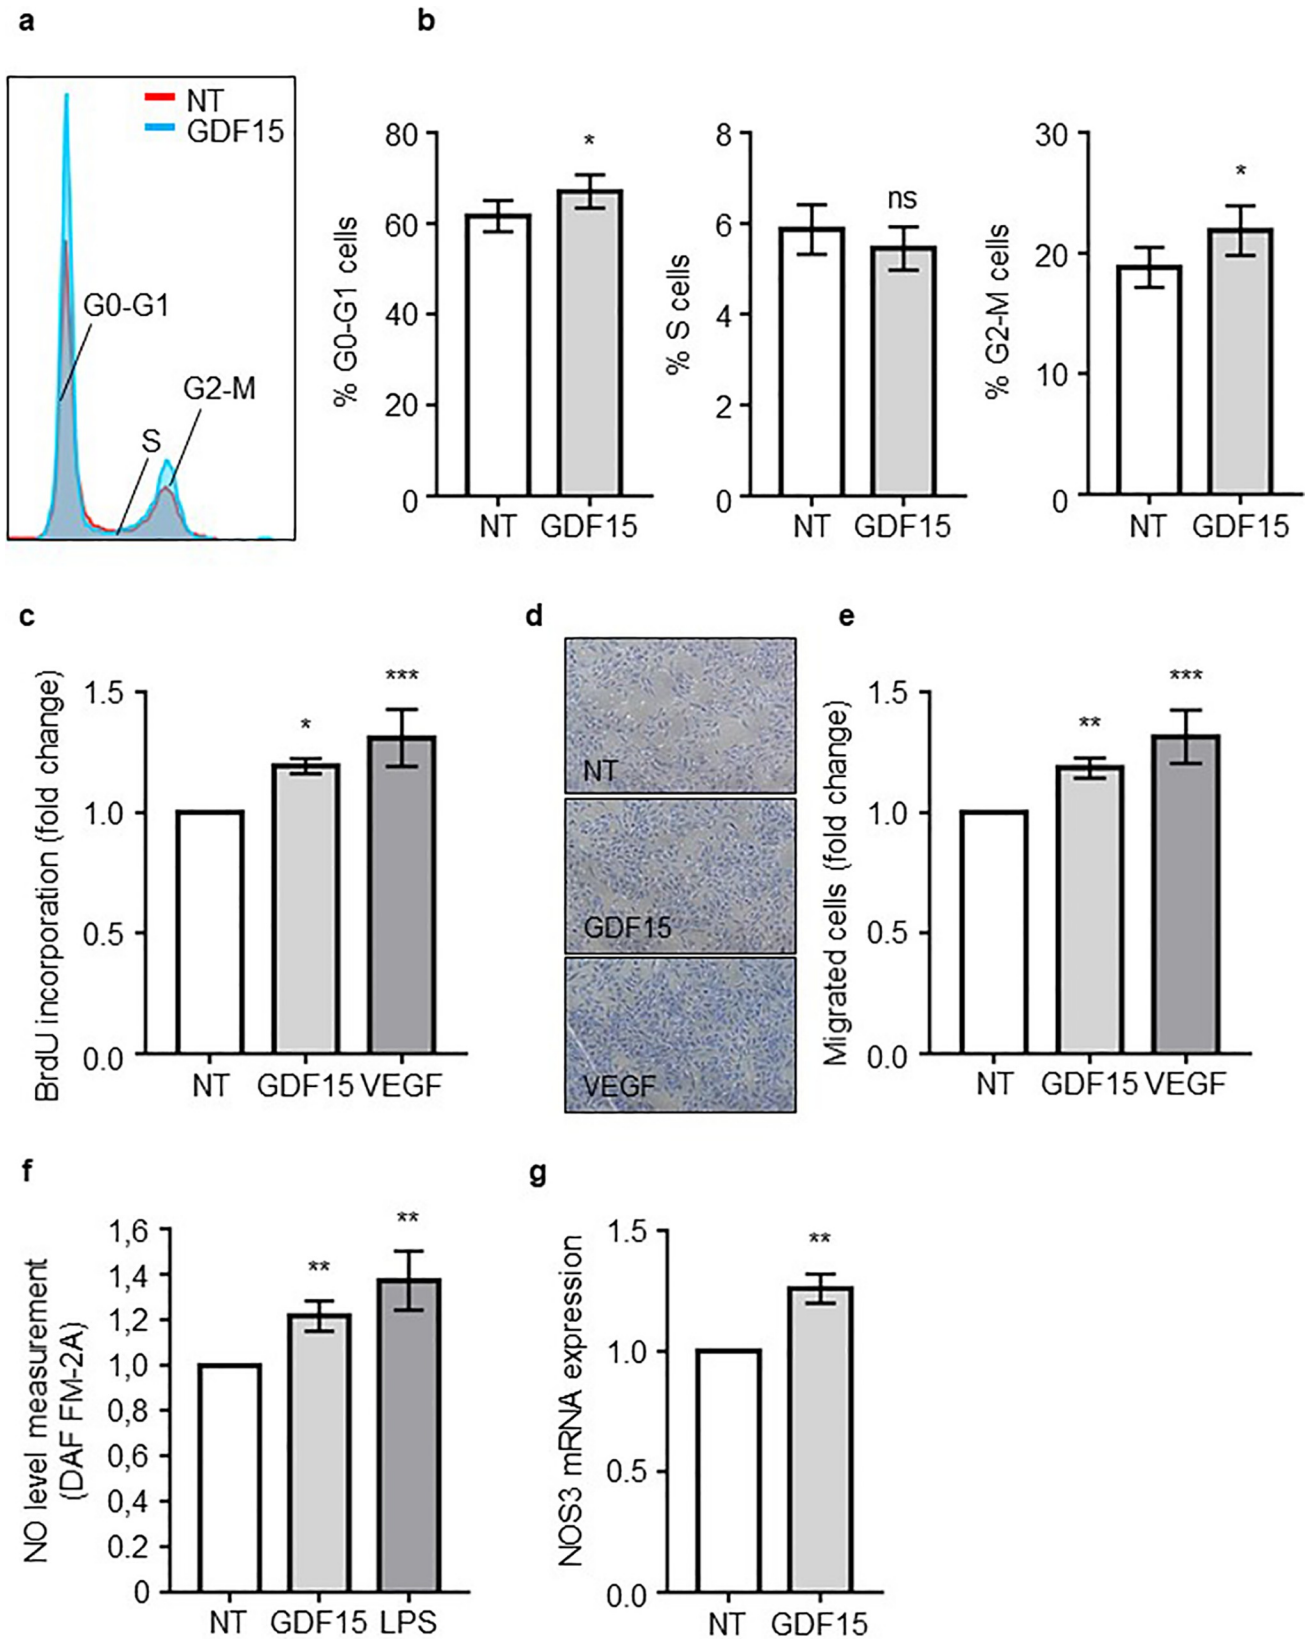 a
b
NT
GDF15
G0-G1
G2-M
S
% G0-G1 cells
80
60
40
20
0
*
NT GDF15
% S cells
8
6
4
2
0
ns
NT GDF15
% G2-M cells
30
20
10
0
*
NT GDF15
c
BrdU incorporation (fold change)
1.5
1.0
0.5
0.0
*
***
NT GDF15 VEGF
d
NT
GDF15
VEGF
e
Migrated cells (fold change)
1.5
1.0
0.5
0.0
**
***
NT GDF15 VEGF
f
NO level measurement
(DAF FM-2A)
1,6
1,4
1,2
1,0
0,8
0,6
0,4
0.2
0
**
**
NT GDF15 LPS
g
NOS3 mRNA expression
1.5
1.0
0.5
0.0
**
NT GDF15